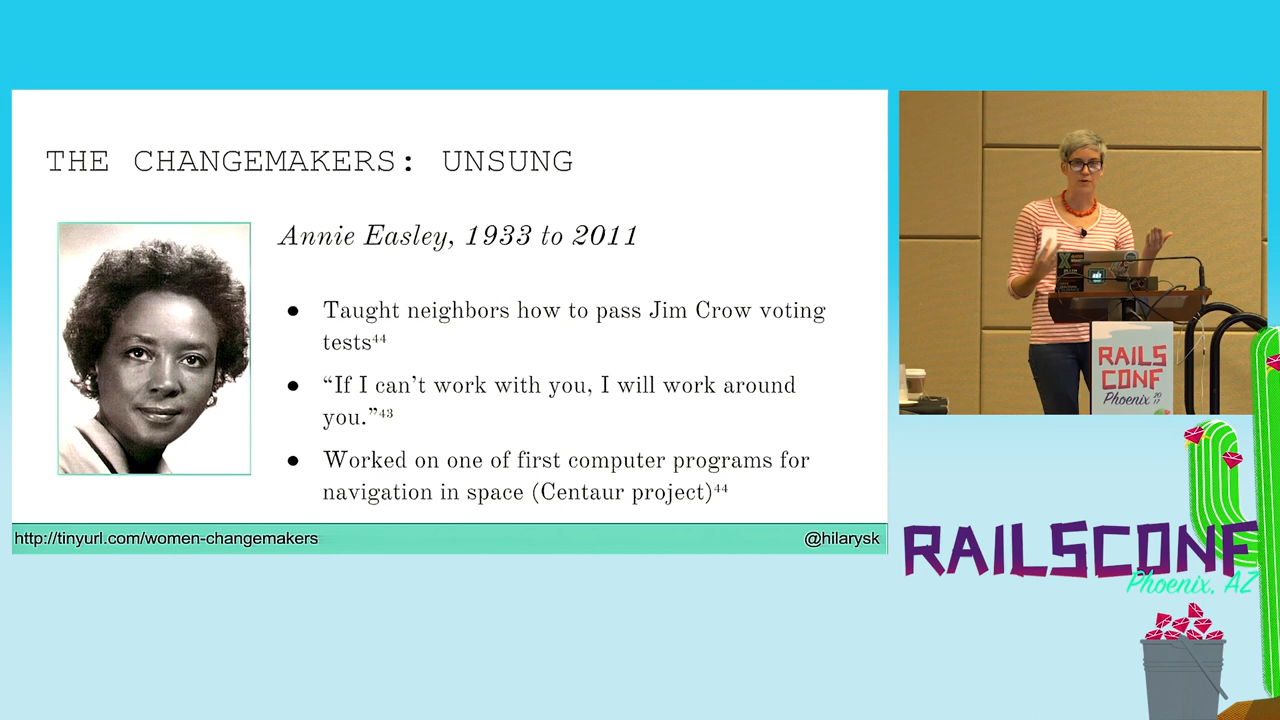 THE CHANGEMAKERS: UNSUNG
Annie Easley, 1933 to 2011
● Taught neighbors how to pass Jim Crow voting
tests⁴⁴
● “If I can’t work with you, I will work around
you.”⁴³
● Worked on one of first computer programs for
navigation in space (Centaur project)⁴⁴
http://tinyurl.com/women-changemakers
@hilarysk
RAILS
CONF
Phoenix 2017
RAILSCONF
Phoenix, AZ